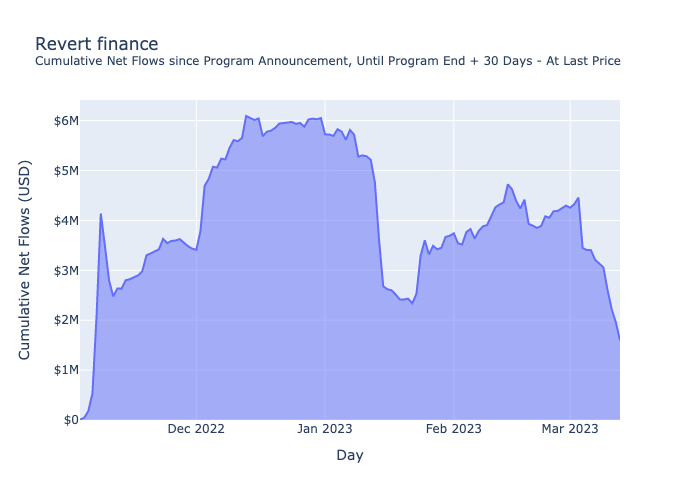 Revert finance
Cumulative Net Flows since Program Announcement, Until Program End + 30 Days - At Last Price
Cumulative Net Flows (USD)
$6M
$5M
$4M
$3M
$2M
$1M
$0
Dec 2022
Jan 2023
Feb 2023
Mar 2023
Day